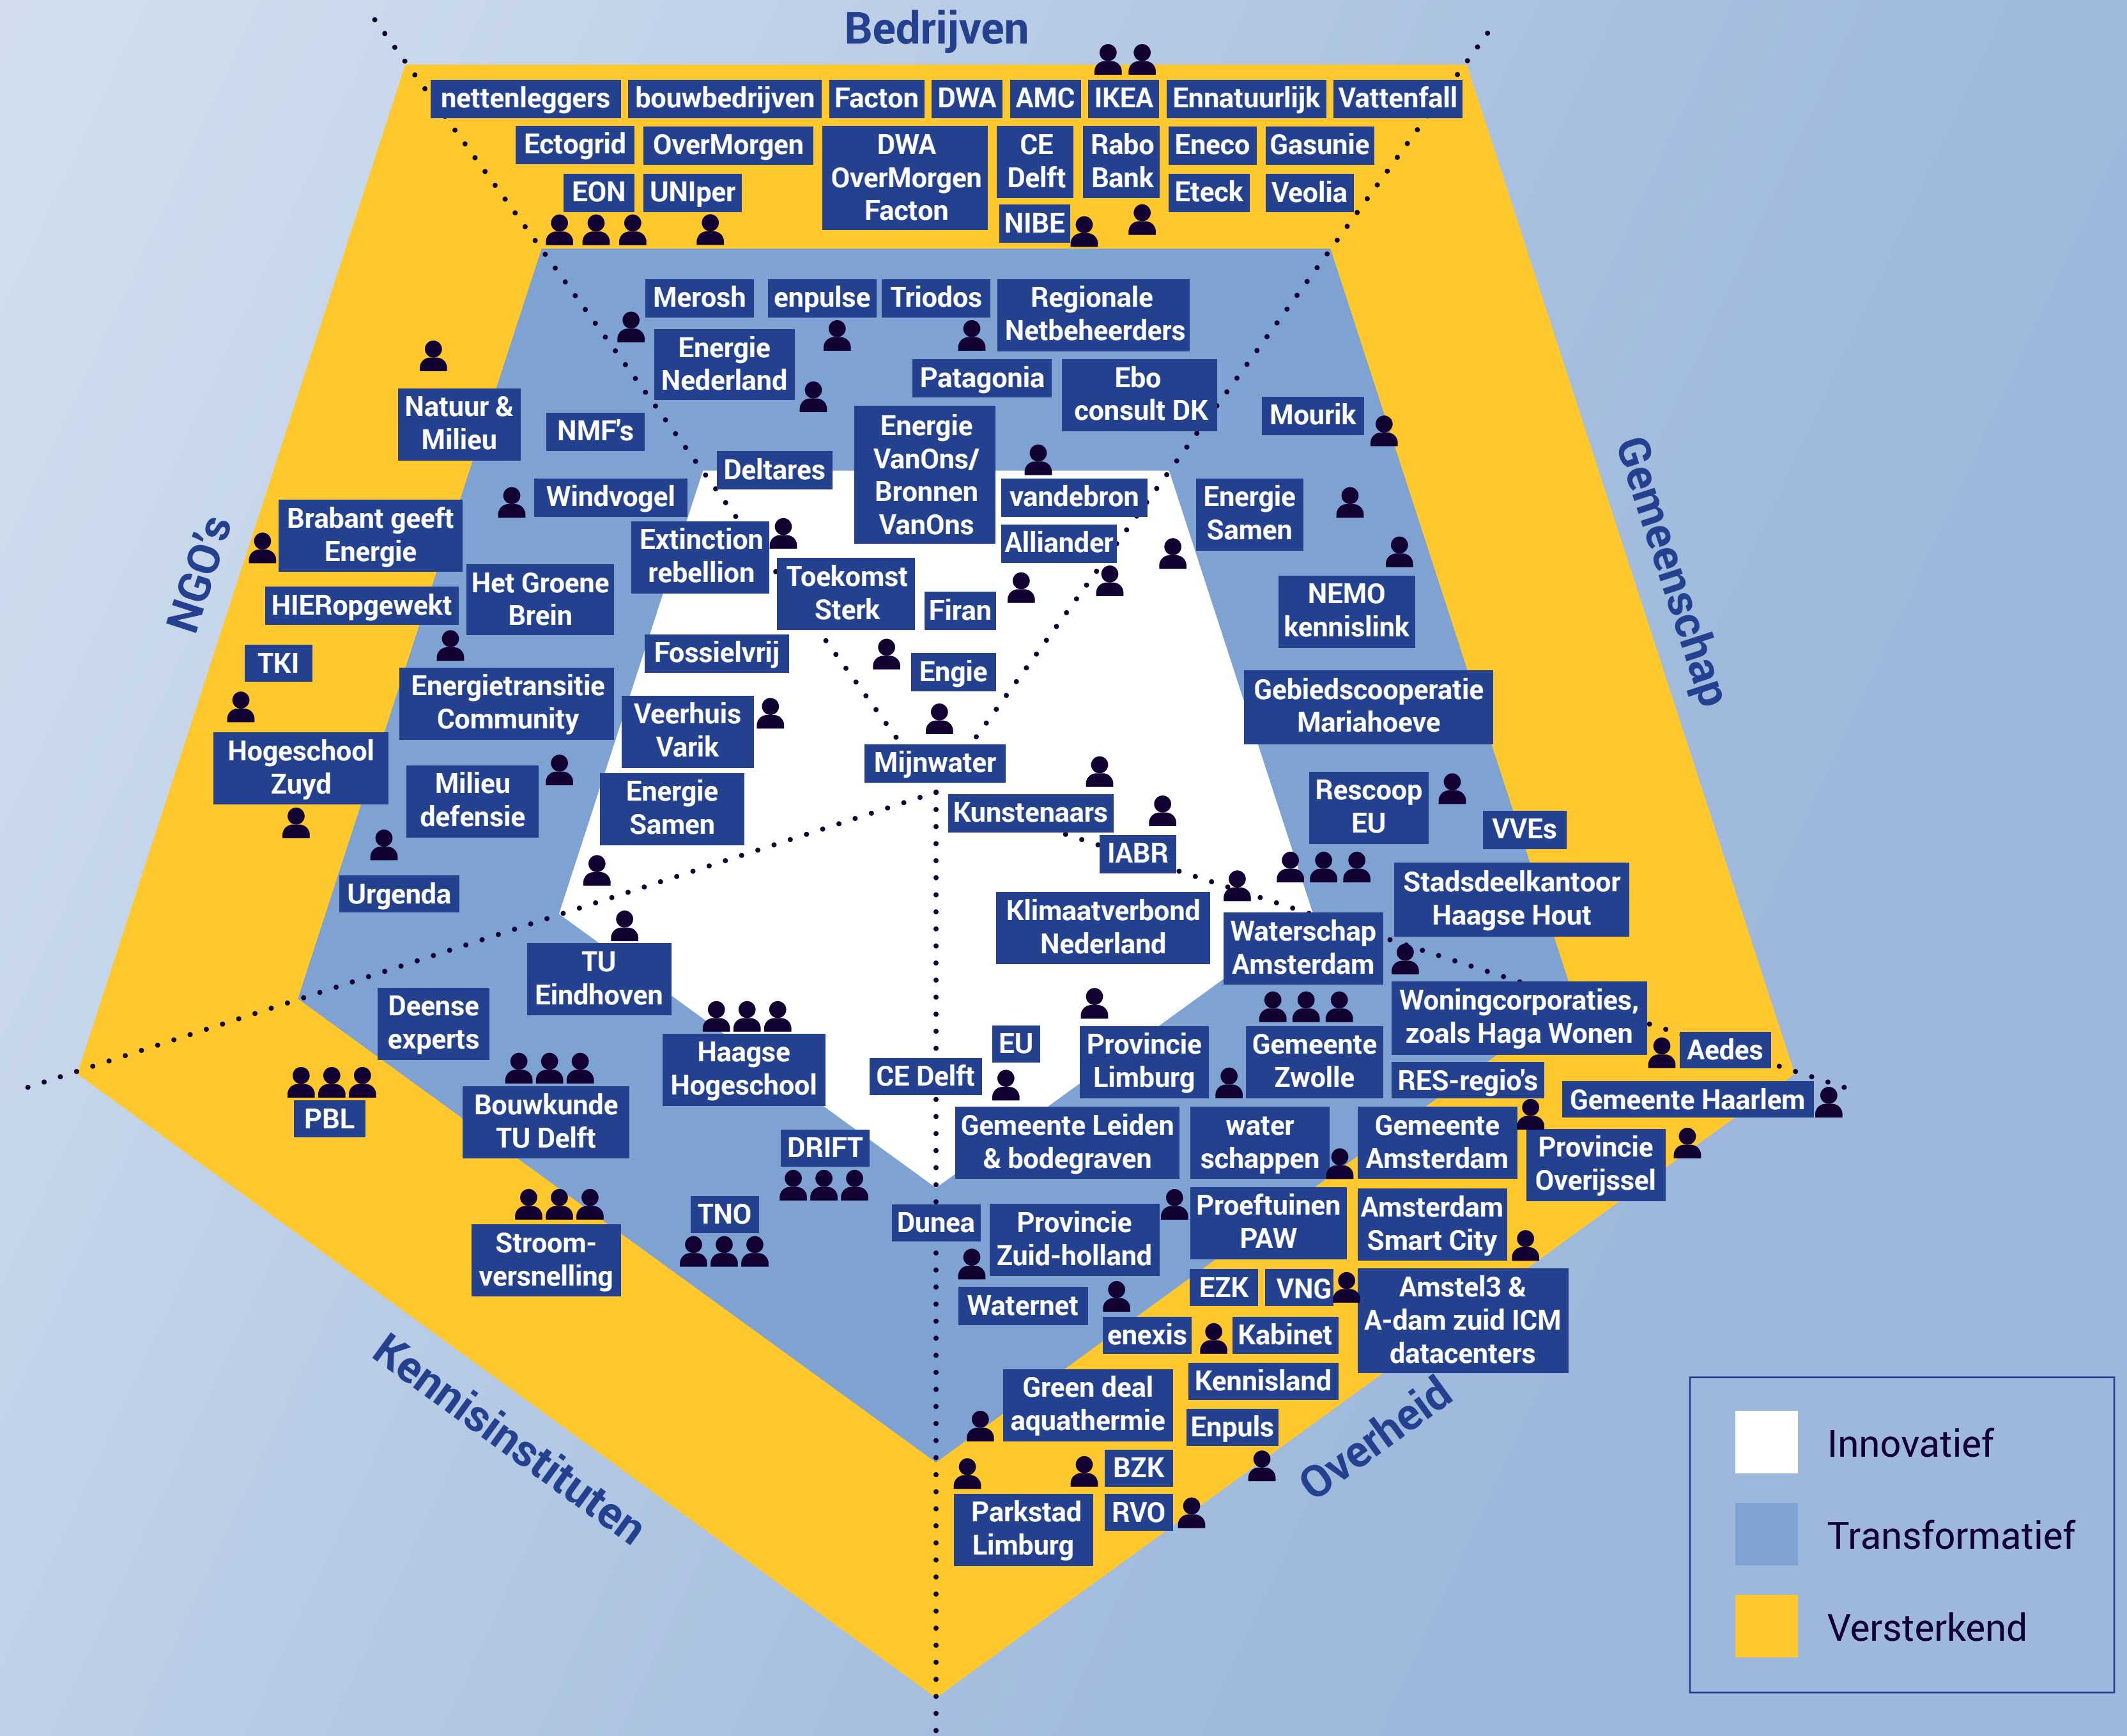 Bedrijven
nettenleggers
bouwbedrijven
Facton
DWA
AMC
IKEA
Ennatuurlijk
Vattenfall
Ectogrid
OverMorgen
DWA
OverMorgen
Facton
CE
Delft
Rabo
Bank
Eneco
Gasunie
EON
UNIper
Eteck
Veolia
NIBE
Merosh
enpulse
Triodos
Regionale
Netbeheerders
Energie
Nederland
Patagonia
Ebo
consult DK
Energie
VanOns/
Bronnen
VanOns
Deltares
vandebron
Alliander
Toekomst
Sterk
Firan
Engie
Mijnwater
NGO's
Natuur &
Milieu
NMF's
Windvogel
Brabant geeft
Energie
Extinction
rebellion
HIERopgewekt
Het Groene
Brein
Fossielvrij
TKI
Energietransitie
Community
Veerhuis
Varik
Hogeschool
Zuyd
Milieu
defensie
Energie
Samen
Urgenda
Gemeenschap
Mourik
Energie
Samen
NEMO
kennislink
Gebiedscooperatie
Mariahoeve
Rescoop
EU
VVEs
Kunstenaars
IABR
Stadsdeelkantoor
Haagse Hout
Klimaatverbond
Nederland
Waterschap
Amsterdam
Woningcorporaties,
zoals Haga Wonen
Aedes
EU
Provincie
Limburg
Gemeente
Zwolle
RES-regio's
Gemeente Haarlem
CE Delft
Gemeente Leiden
& bodegraven
water
schappen
Gemeente
Amsterdam
Provincie
Overijssel
Dunea
Provincie
Zuid-holland
Proeftuinen
PAW
Amsterdam
Smart City
Waternet
EZK
VNG
Amstel3 &
A-dam zuid ICM
datacenters
enexis
Kabinet
Green deal
aquathermie
Kennisland
Enpuls
BZK
Parkstad
Limburg
RVO
Overheid
TU
Eindhoven
Deense
experts
Haagse
Hogeschool
PBL
Bouwkunde
TU Delft
DRIFT
TNO
Stroom-
versnelling
Kennisinstituten
Innovatief
Transformatief
Versterkend